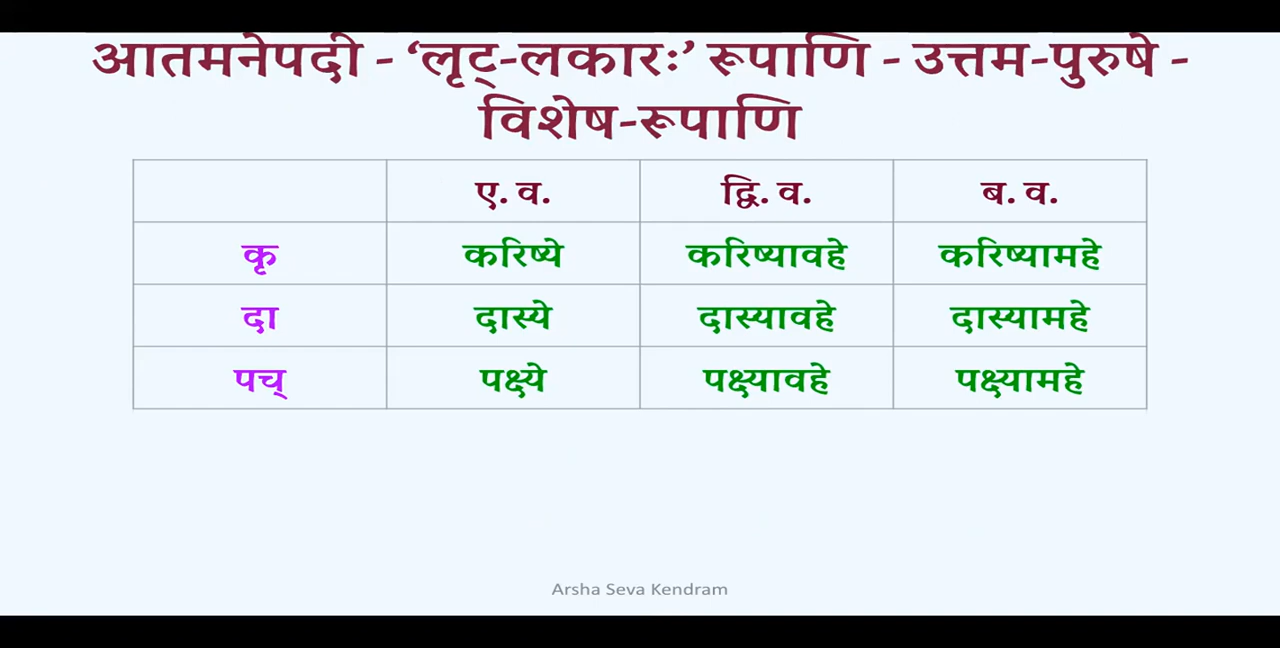 आतमनेपदी - ‘लृट्-लकारः’ रूपाणि - उत्तम-पुरुषे -
विशेष-रूपाणि
ए. व. द्वि. व. ब. व.
कृ करिष्ये करिष्यावहे करिष्यामहे
दा दास्ये दास्यावहे दास्यामहे
पच् पक्ष्ये पक्ष्यावहे पक्ष्यामहे
Arsha Seva Kendram